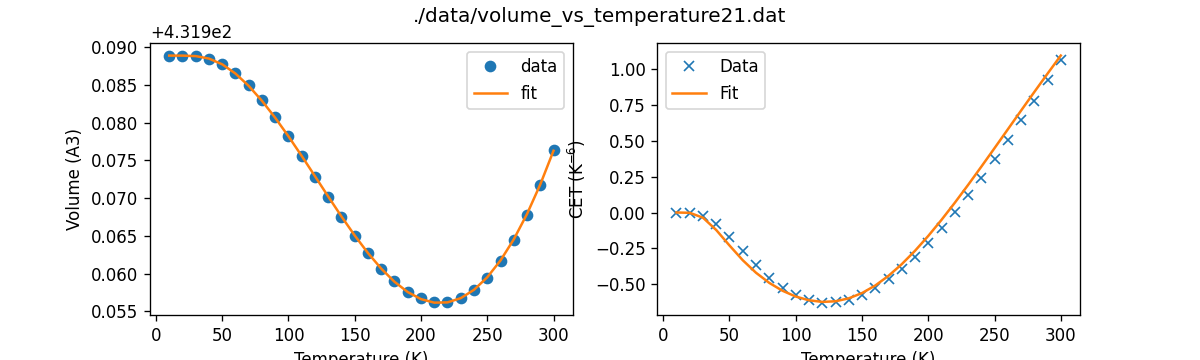 ./data/volume_vs_temperature21.dat
+4.319e2
0.090
0.085
0.080
0.075
0.070
0.065
0.060
0.055
Volume (A3)
data
fit
0 50 100 150 200 250 300
Temperature (K)
1.00
0.75
0.50
0.25
0.00
−0.25
−0.50
CET (K⁻⁶)
Data
Fit
0 50 100 150 200 250 300
Temperature (K)